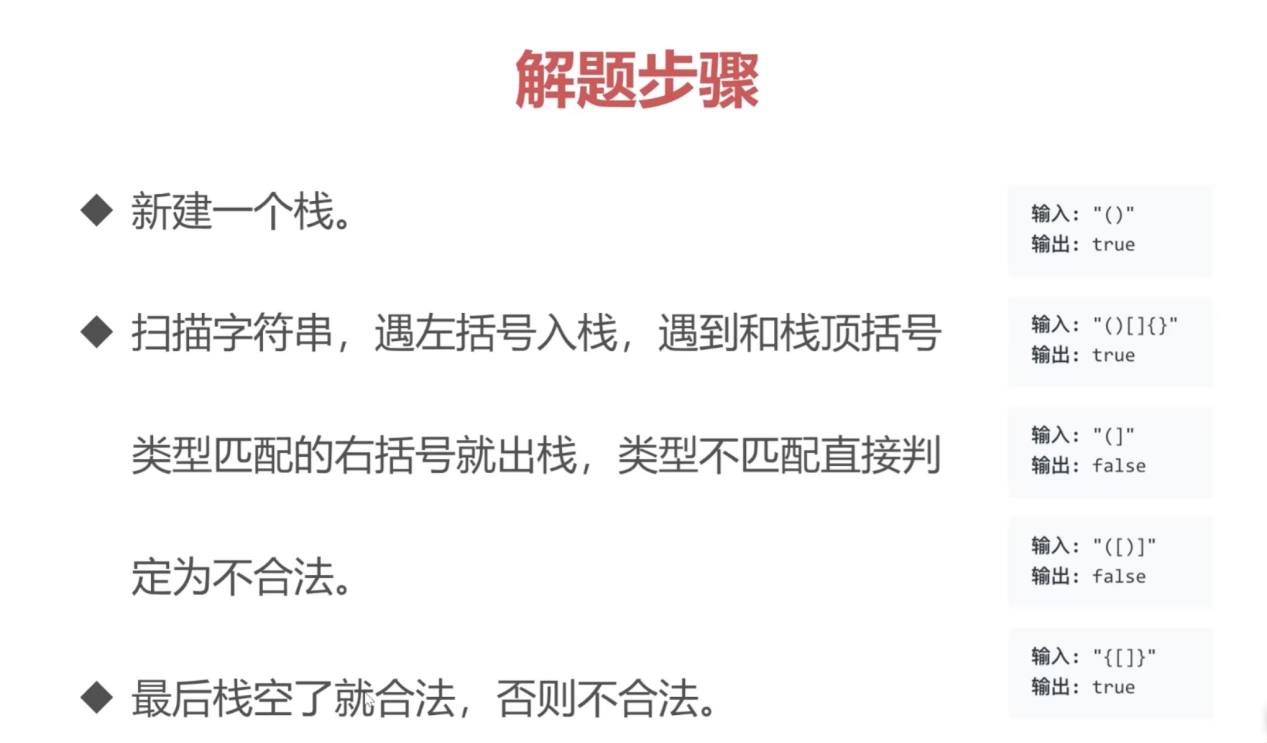 解题步骤
◆ 新建一个栈。
◆ 扫描字符串，遇左括号入栈，遇到和栈顶括号
类型匹配的右括号就出栈，类型不匹配直接判
定为不合法。
◆ 最后栈空了就合法，否则不合法。
输入: "()"
输出: true
输入: "()[]{}"
输出: true
输入: "(]"
输出: false
输入: "([)]"
输出: false
输入: "{[]}"
输出: true